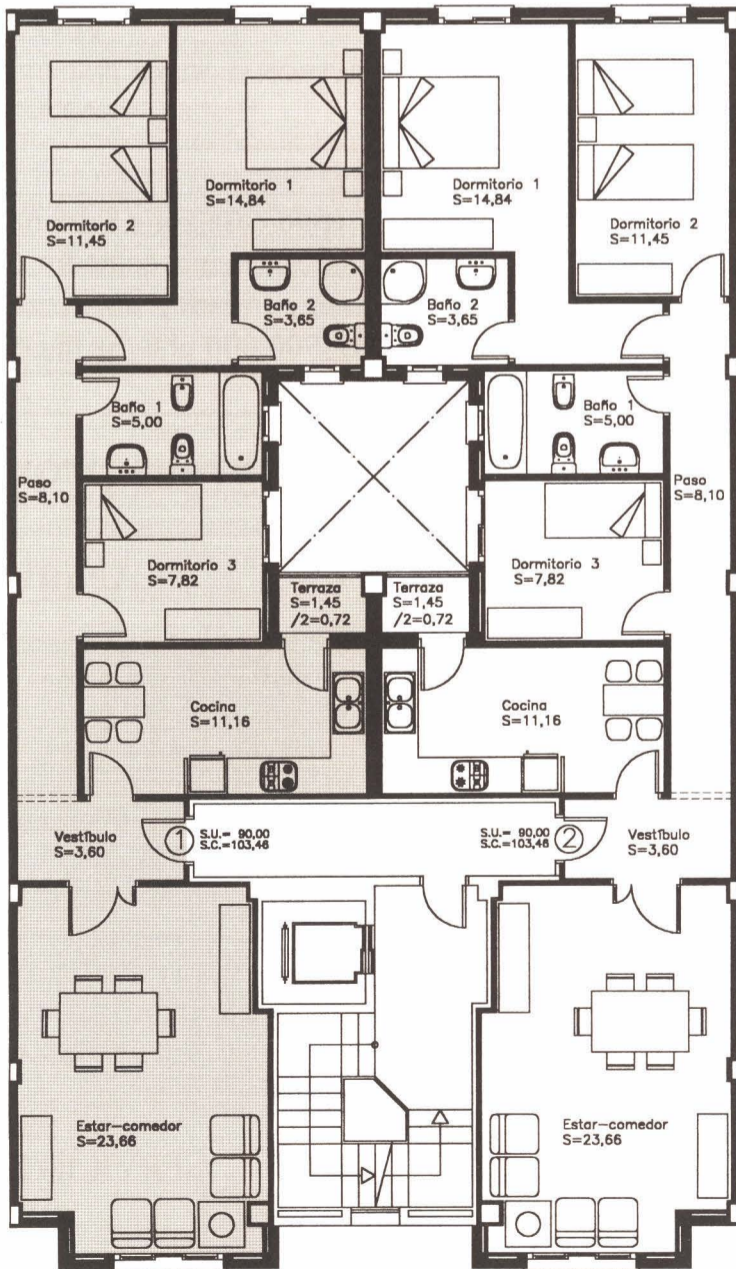 Dormitorio 1
S=14,84
Dormitorio 1
S=14,84
Dormitorio 2
S=11,45
Dormitorio 2
S=11,45
Baño 2
S=3,65
Baño 2
S=3,65
Baño 1
S=5,00
Baño 1
S=5,00
Paso
S=8,10
Paso
S=8,10
Dormitorio 3
S=7,82
Dormitorio 3
S=7,82
Terraza
S=1,45
/2=0,72
Terraza
S=1,45
/2=0,72
Cocina
S=11,16
Cocina
S=11,16
Vestíbulo
S=3,60
1
S.U.= 90,00
S.C.=103,46
S.U.= 90,00
S.C.=103,46
2
Vestíbulo
S=3,60
Estar-comedor
S=23,66
Estar-comedor
S=23,66